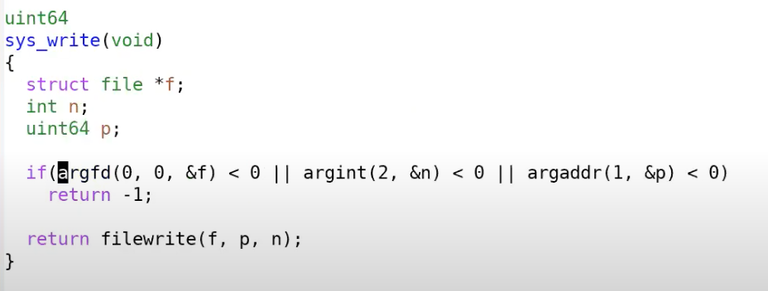 uint64
sys_write(void)
{
  struct file *f;
  int n;
  uint64 p;

  if(argfd(0, 0, &f) < 0 || argint(2, &n) < 0 || argaddr(1, &p) < 0)
    return -1;

  return filewrite(f, p, n);
}